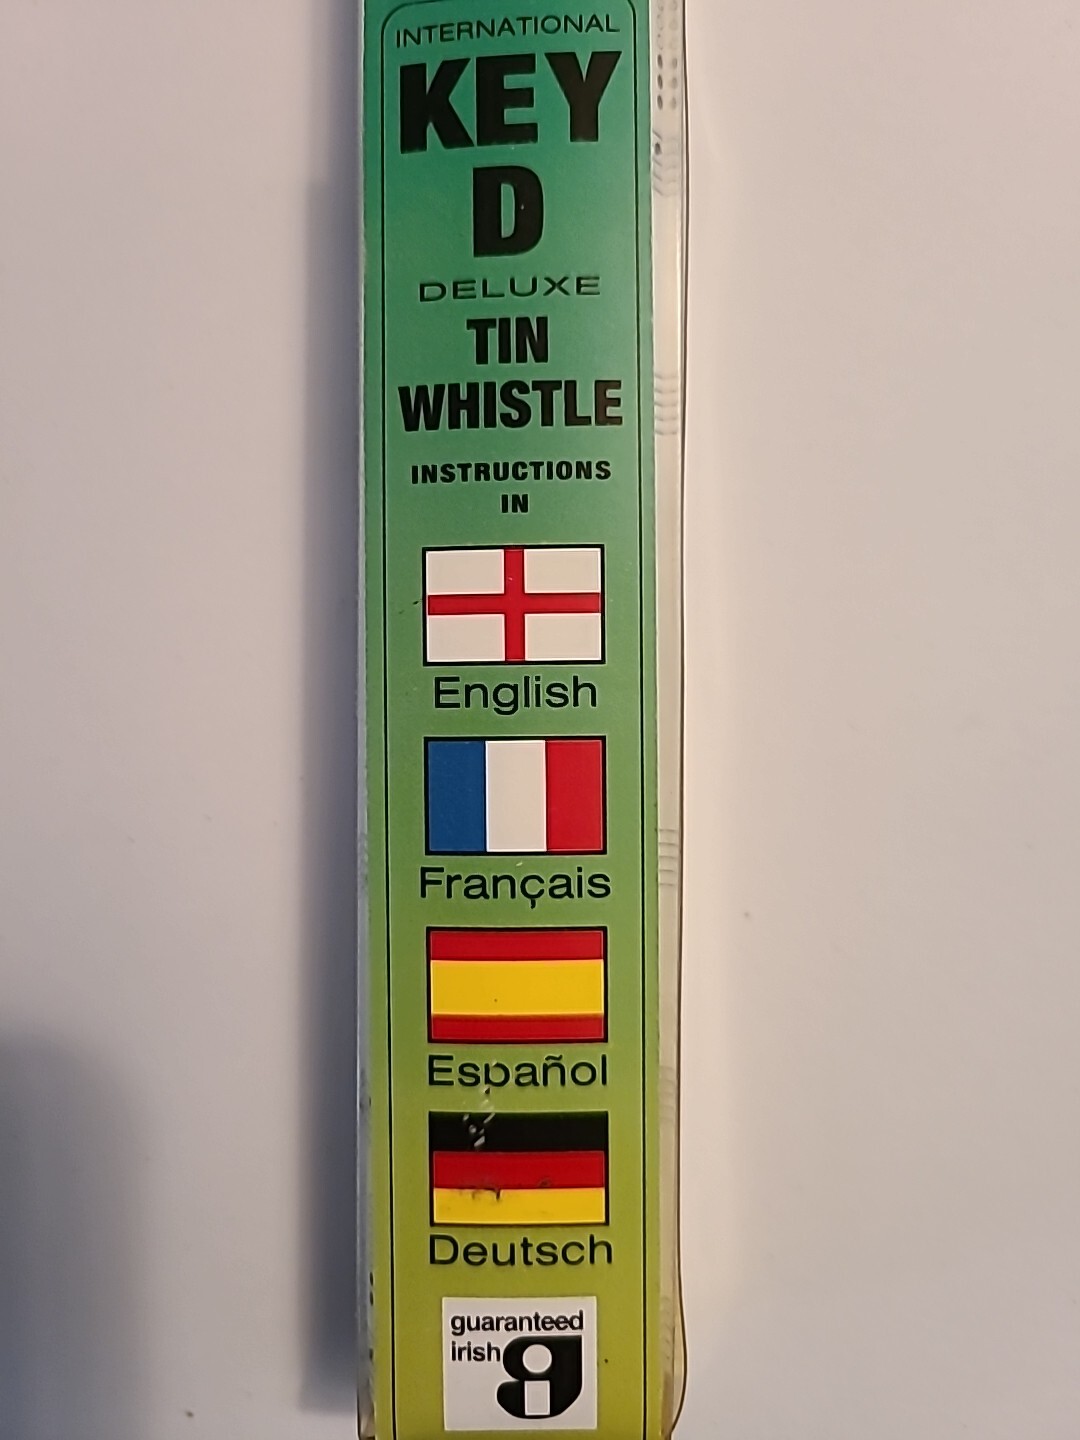 INTERNATIONAL
KEY
D
DELUXE
TIN
WHISTLE
INSTRUCTIONS
IN
English
Français
Español
Deutsch
guaranteed
irish